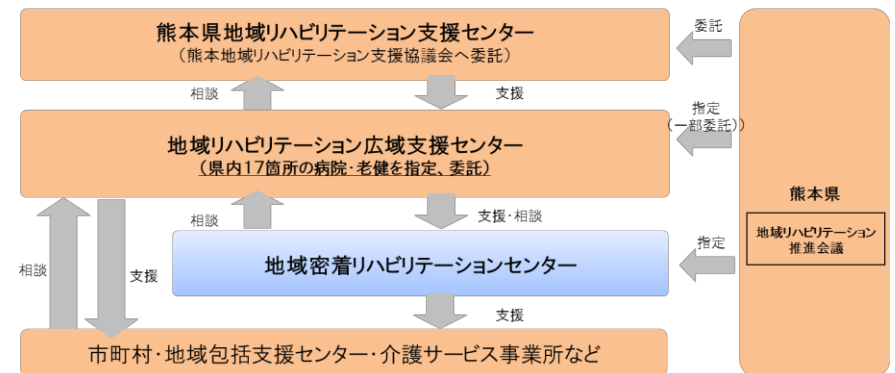 熊本県地域リハビリテーション支援センター
（熊本地域リハビリテーション支援協議会へ委託）
委託
相談
支援
指定
（一部委託））
地域リハビリテーション広域支援センター
（県内17箇所の病院・老健を指定、委託）
熊本県
地域リハビリテーション
推進会議
相談
支援・相談
指定
地域密着リハビリテーションセンター
相談
支援
支援
市町村・地域包括支援センター・介護サービス事業所など